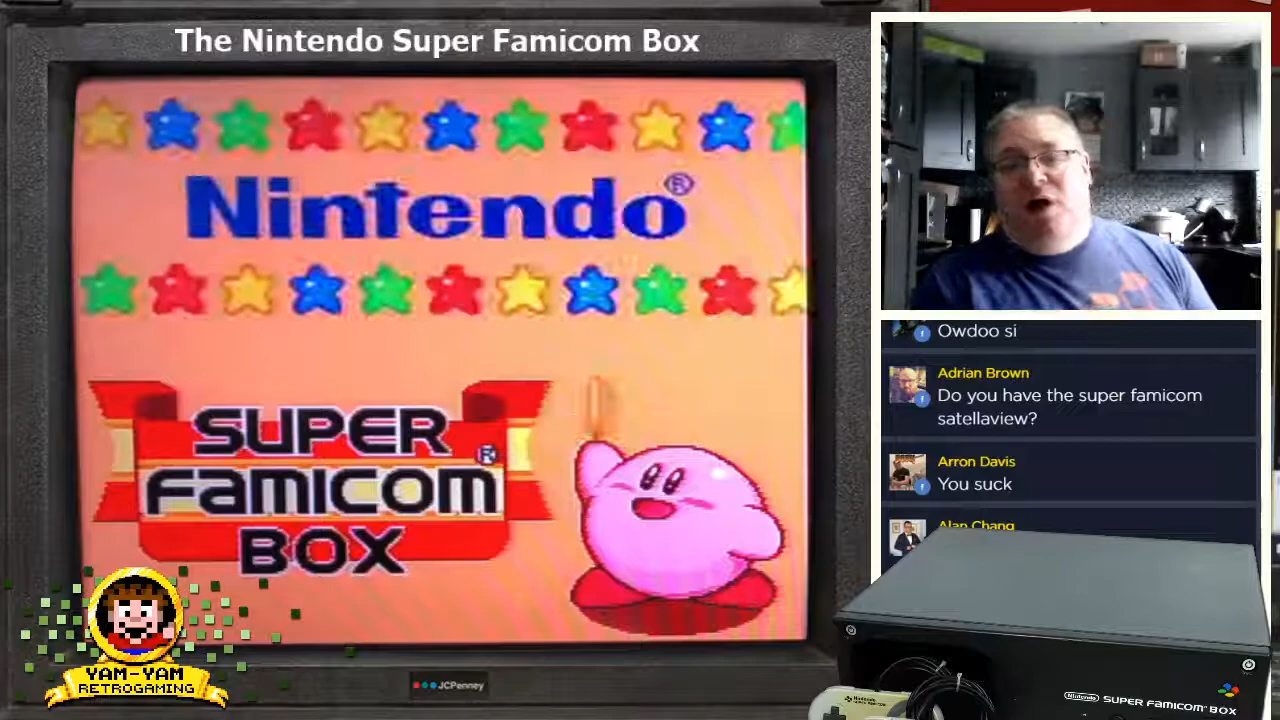 The Nintendo Super Famicom Box
Nintendo®
SUPER
FAMICOM®
BOX
YAM-YAM
RETROGAMING
JCPenney
Owdoo si
Adrian Brown
Do you have the super famicom
satellaview?
Arron Davis
You suck
Alan Chang
Nintendo SUPER FAMICOM BOX